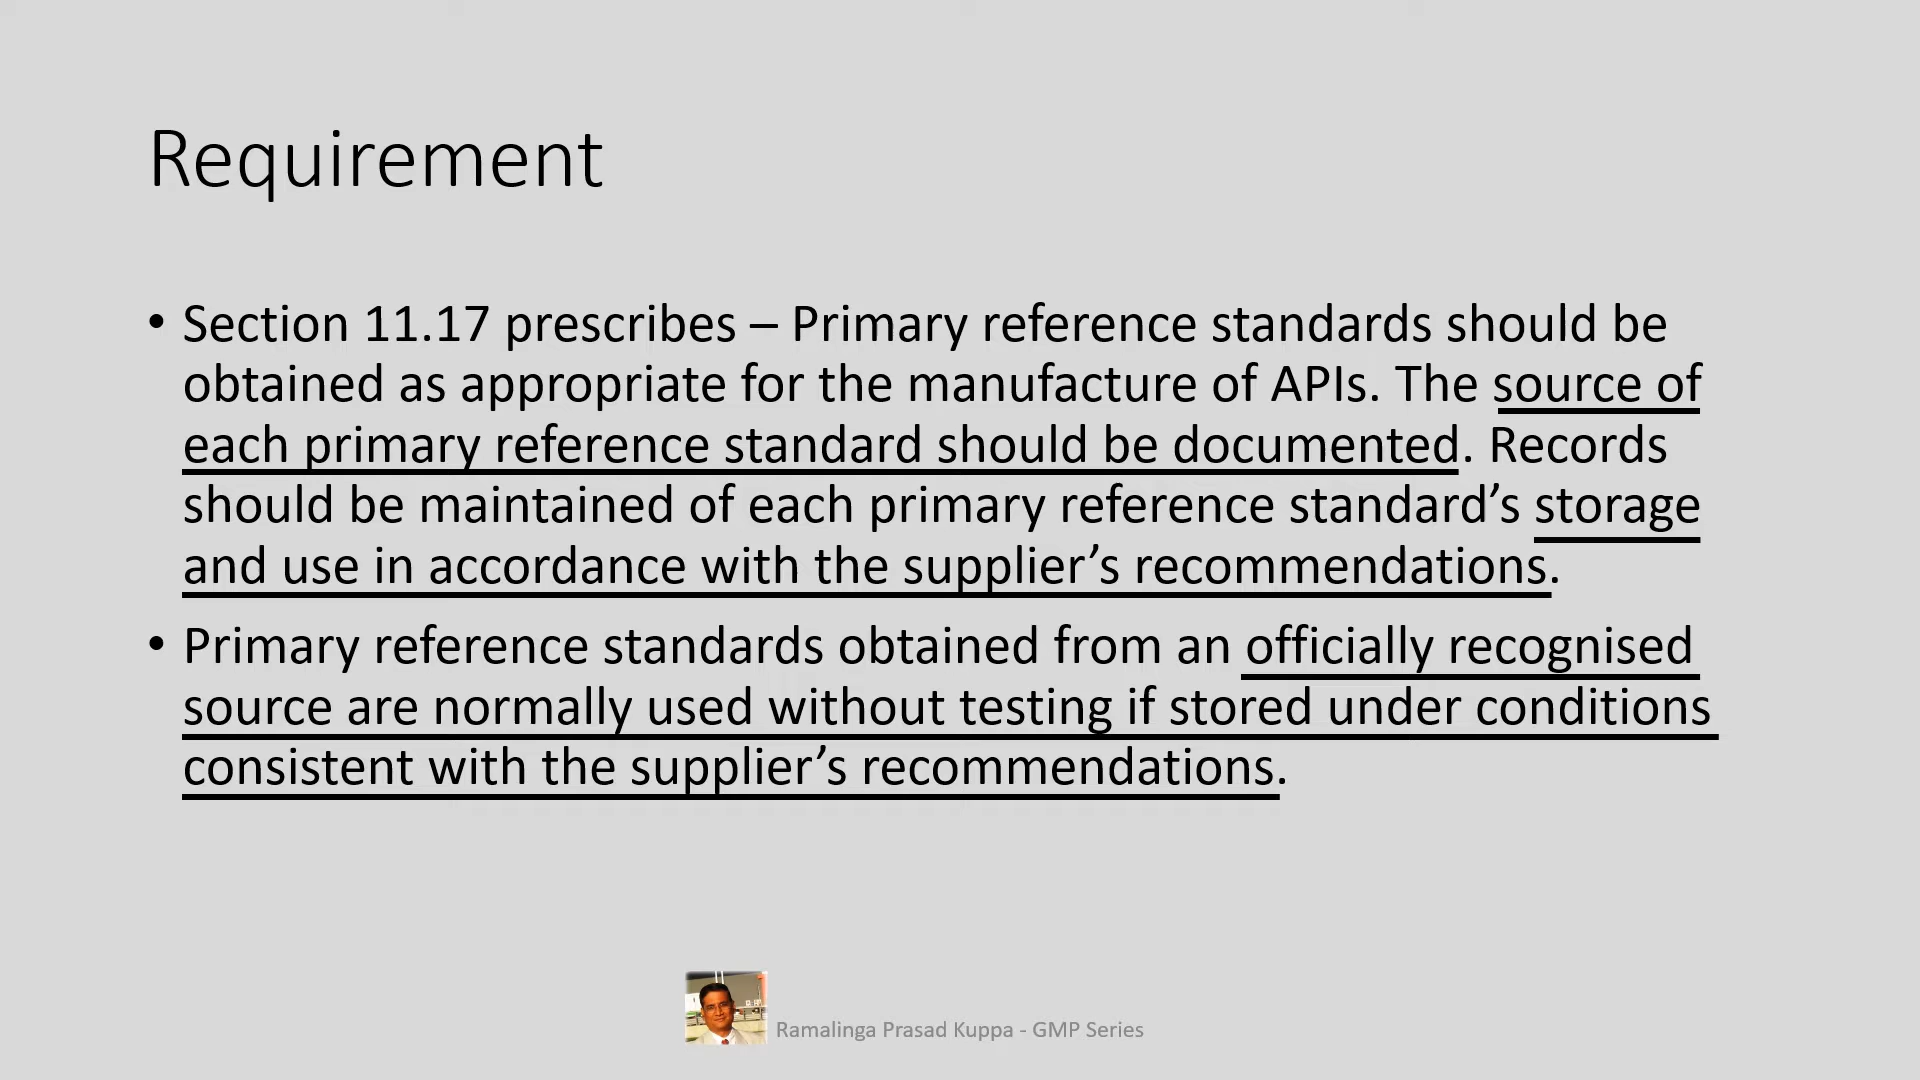 Requirement
• Section 11.17 prescribes – Primary reference standards should be
obtained as appropriate for the manufacture of APIs. The source of
each primary reference standard should be documented. Records
should be maintained of each primary reference standard’s storage
and use in accordance with the supplier’s recommendations.
• Primary reference standards obtained from an officially recognised
source are normally used without testing if stored under conditions
consistent with the supplier’s recommendations.
Ramalinga Prasad Kuppa - GMP Series